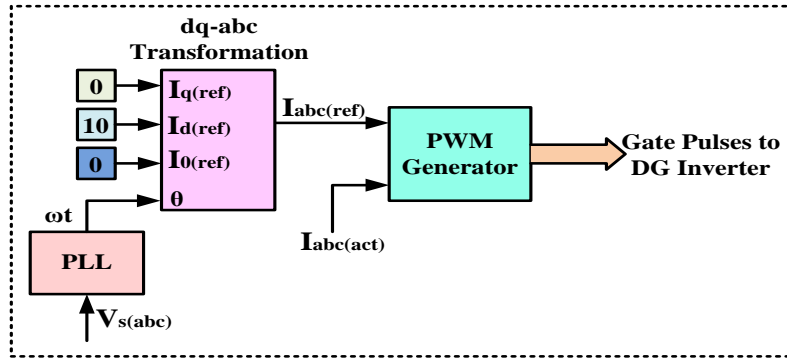 dq-abc
Transformation
0
Iq(ref)
10
Id(ref)
0
I0(ref)
θ
Iabc(ref)
PWM
Generator
Gate Pulses to
DG Inverter
ωt
Iabc(act)
PLL
Vs(abc)